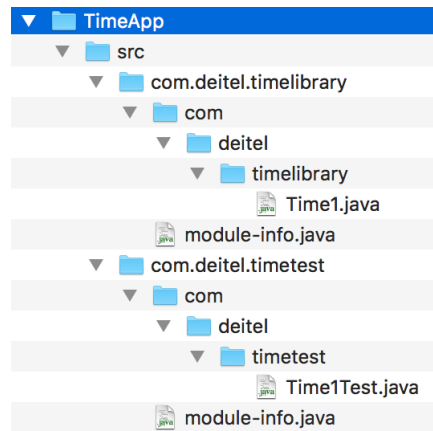 TimeApp
src
com.deitel.timelibrary
com
deitel
timelibrary
Time1.java
module-info.java
com.deitel.timetest
com
deitel
timetest
Time1Test.java
module-info.java